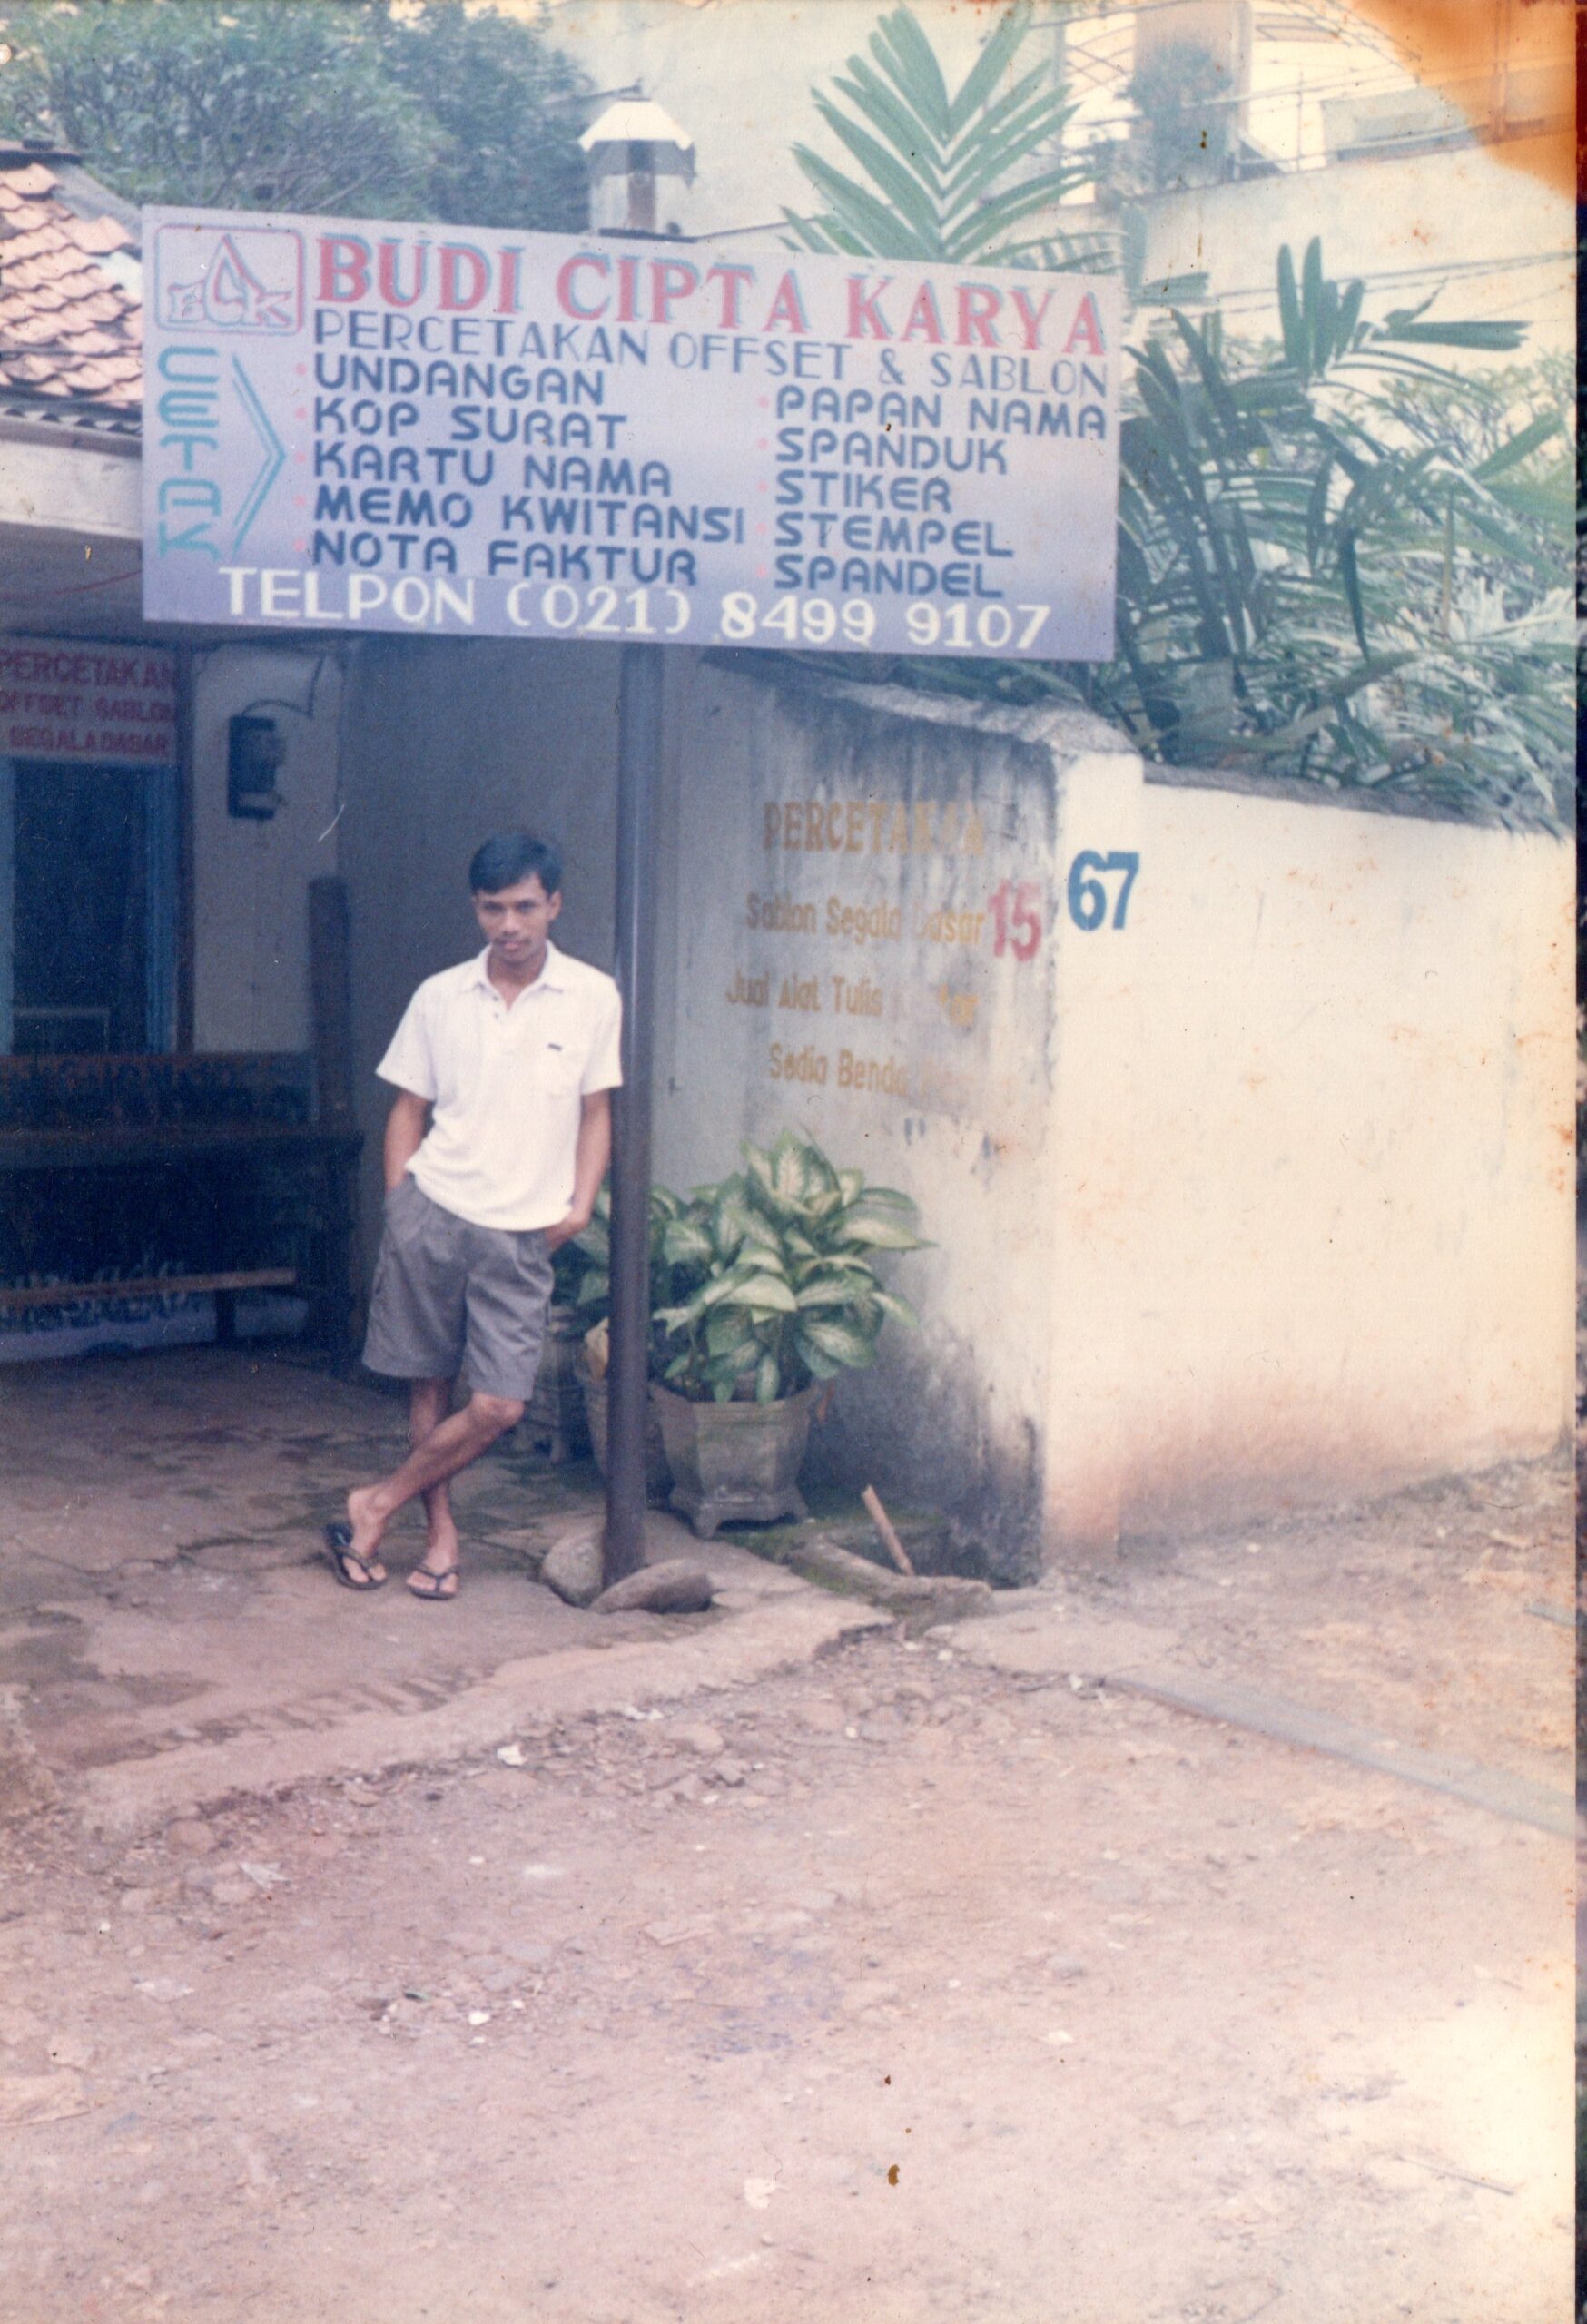 BCK
BUDI CIPTA KARYA
PERCETAKAN OFFSET & SABLON
CETAK
UNDANGAN
KOP SURAT
KARTU NAMA
MEMO KWITANSI
NOTA FAKTUR
PAPAN NAMA
SPANDUK
STIKER
STEMPEL
SPANDEL
TELPON (021) 8499 9107
PERCETAKAN
OFFSET SABLON
SEGALA DASAR
PERCETAKAN
Sablon Segala Dasar
Jual Alat Tulis
Sedia Benda
15
67